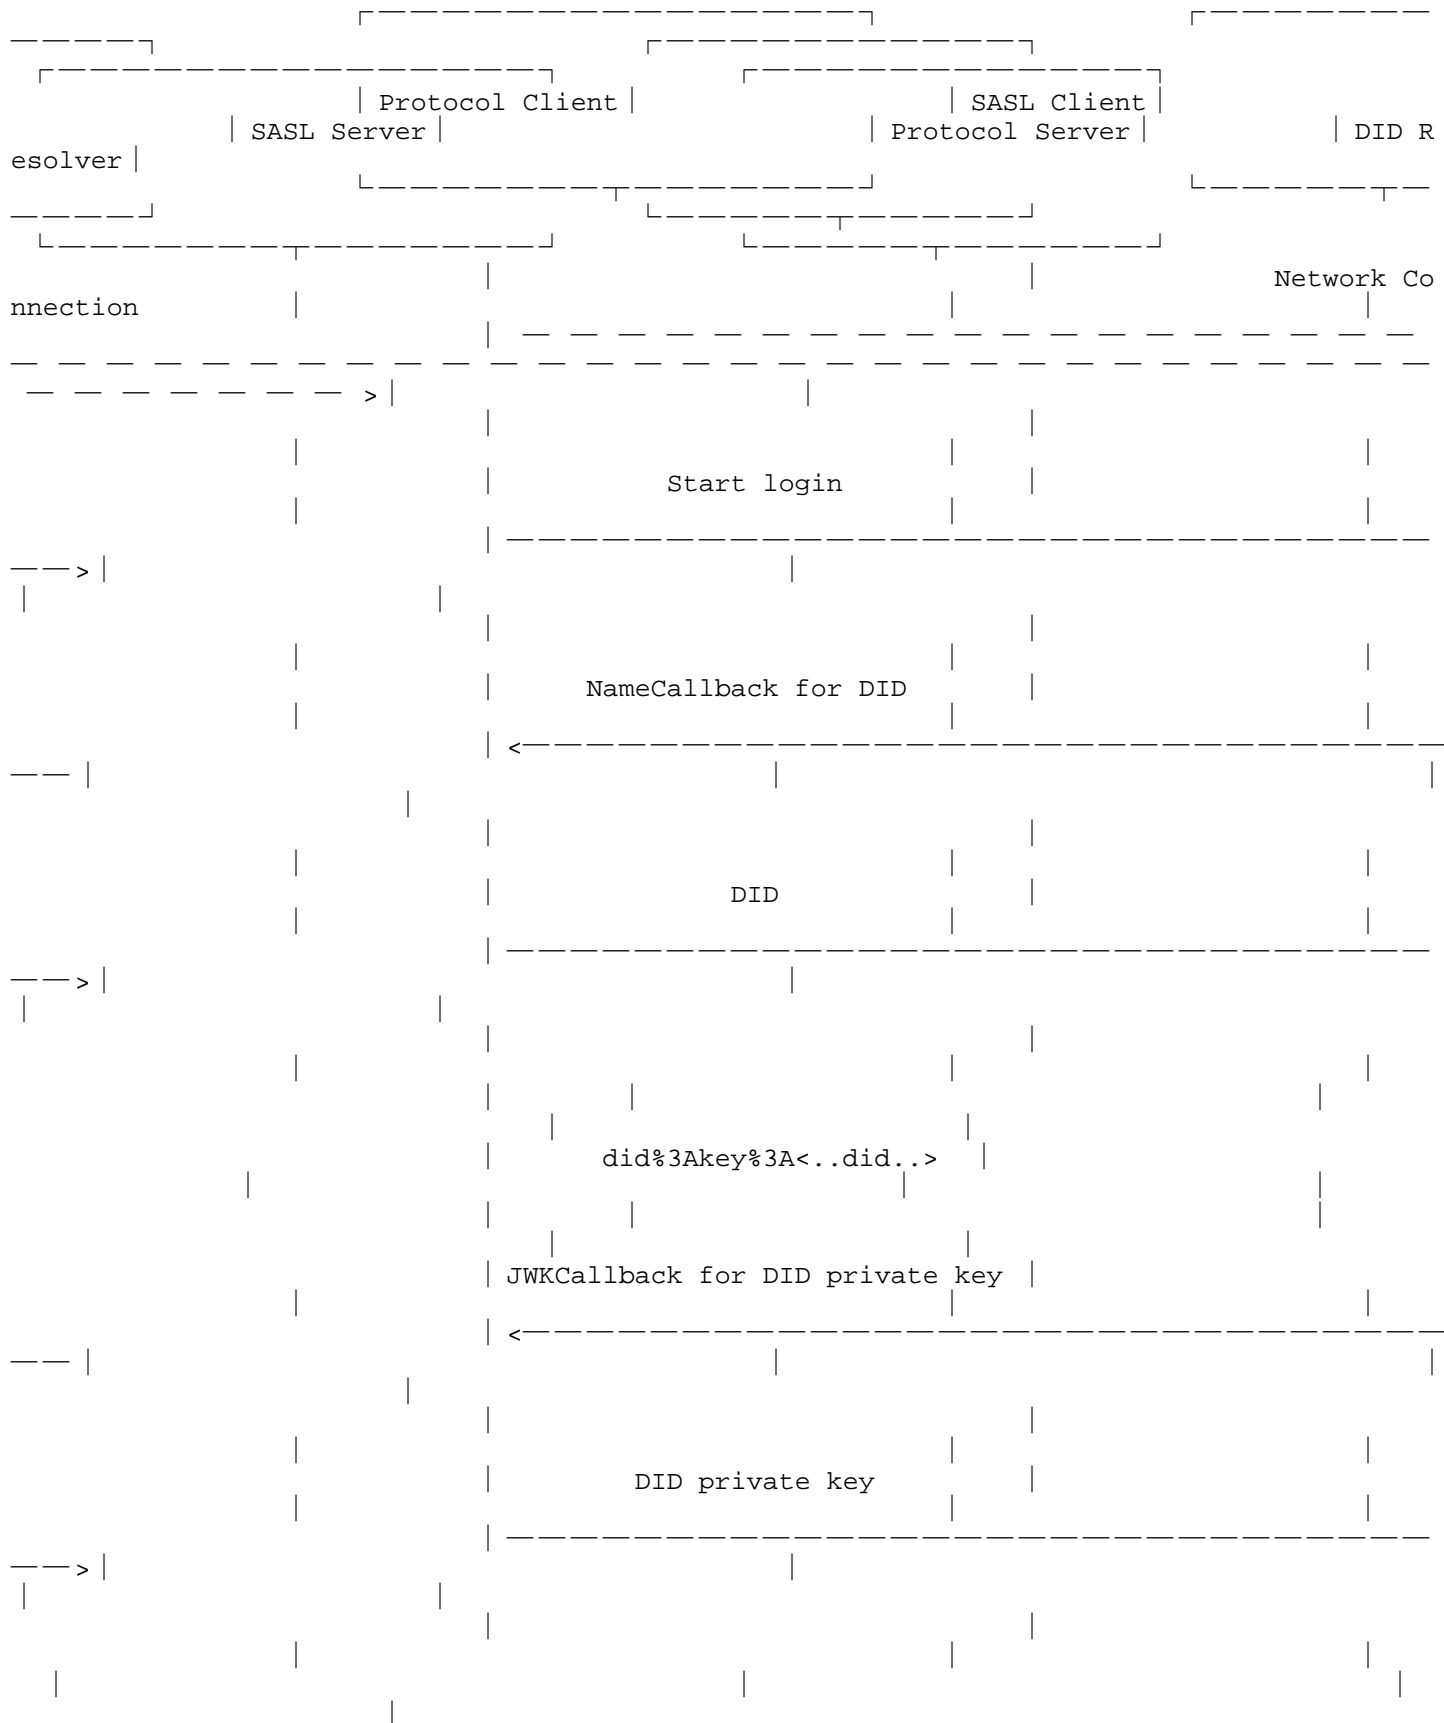 Protocol Client SASL Client
SASL Server Protocol Server DID R
esolver
Network Co
nnection
>
Start login
>
NameCallback for DID
<
DID
>
did%3Akey%3A<..did..>
JWKCallback for DID private key
<
DID private key
>